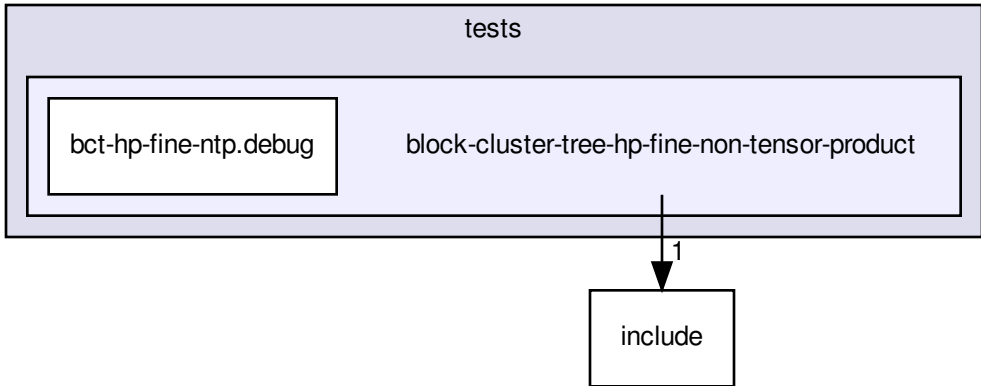 tests
bct-hp-fine-ntp.debug
block-cluster-tree-hp-fine-non-tensor-product
1
include